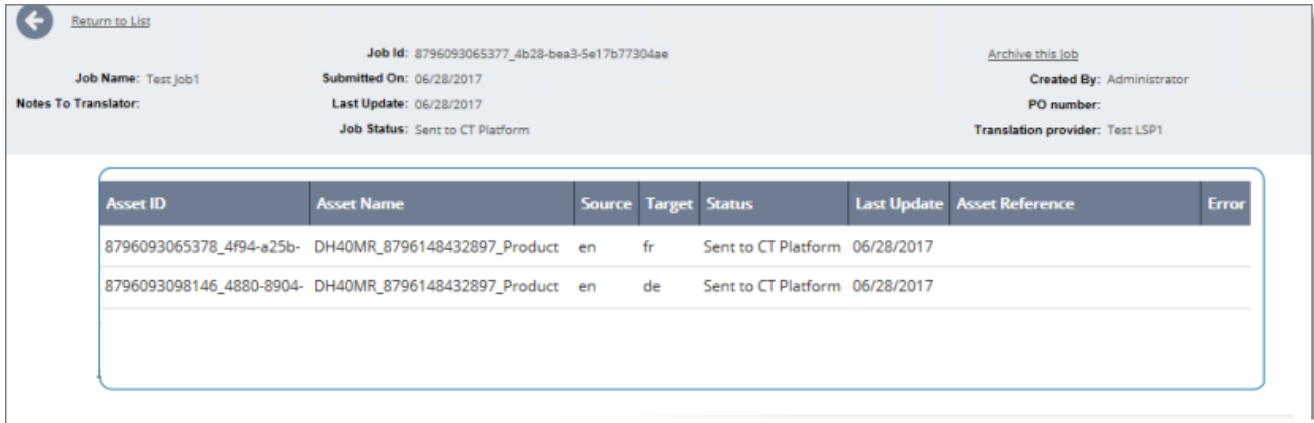 Return to List
Job Id: 8796093065377_4b28-bea3-5e17b77304ae
Archive this Job
Job Name: Test Job1
Submitted On: 06/28/2017
Created By: Administrator
Notes To Translator:
Last Update: 06/28/2017
PO number:
Job Status: Sent to CT Platform
Translation provider: Test LSP1
Asset ID Asset Name Source Target Status Last Update Asset Reference Error
8796093065378_4f94-a25b- DH40MR_8796148432897_Product en fr Sent to CT Platform 06/28/2017
8796093098146_4880-8904- DH40MR_8796148432897_Product en de Sent to CT Platform 06/28/2017